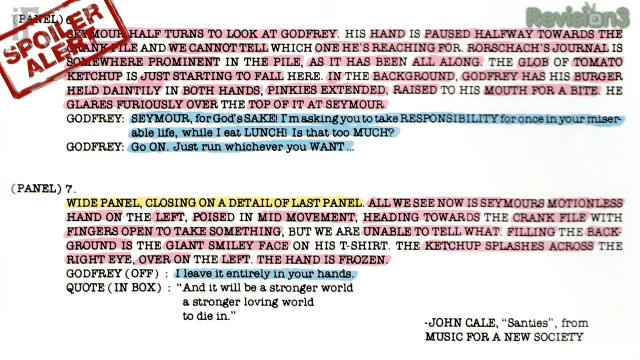 (PANEL) 6.
SPOILER
ALERT!
Revision3
SEYMOUR HALF TURNS TO LOOK AT GODFREY. HIS HAND IS PAUSED HALFWAY TOWARDS THE
CRANK FILE AND WE CANNOT TELL WHICH ONE HE'S REACHING FOR. RORSCHACH'S JOURNAL IS
SOMEWHERE PROMINENT IN THE PILE, AS IT HAS BEEN ALL ALONG. THE GLOB OF TOMATO
KETCHUP IS JUST STARTING TO FALL HERE. IN THE BACKGROUND, GODFREY HAS HIS BURGER
HELD DAINTILY IN BOTH HANDS, PINKIES EXTENDED, RAISED TO HIS MOUTH FOR A BITE. HE
GLARES FURIOUSLY OVER THE TOP OF IT AT SEYMOUR.
GODFREY: SEYMOUR, for God's SAKE! I'm asking you to take RESPONSIBILITY for once in your miser-
able life, while I eat LUNCH! Is that too MUCH?
GODFREY: Go ON. Just run whichever you WANT...
(PANEL) 7.
WIDE PANEL, CLOSING ON A DETAIL OF LAST PANEL. ALL WE SEE NOW IS SEYMOURS MOTIONLESS
HAND ON THE LEFT, POISED IN MID MOVEMENT, HEADING TOWARDS THE CRANK FILE WITH
FINGERS OPEN TO TAKE SOMETHING, BUT WE ARE UNABLE TO TELL WHAT. FILLING THE BACK-
GROUND IS THE GIANT SMILEY FACE ON HIS T-SHIRT. THE KETCHUP SPLASHES ACROSS THE
RIGHT EYE, OVER ON THE LEFT. THE HAND IS FROZEN.
GODFREY (OFF) : I leave it entirely in your hands.
QUOTE (IN BOX) : "And it will be a stronger world
a stronger loving world
to die in."
-JOHN CALE, "Santies", from
MUSIC FOR A NEW SOCIETY